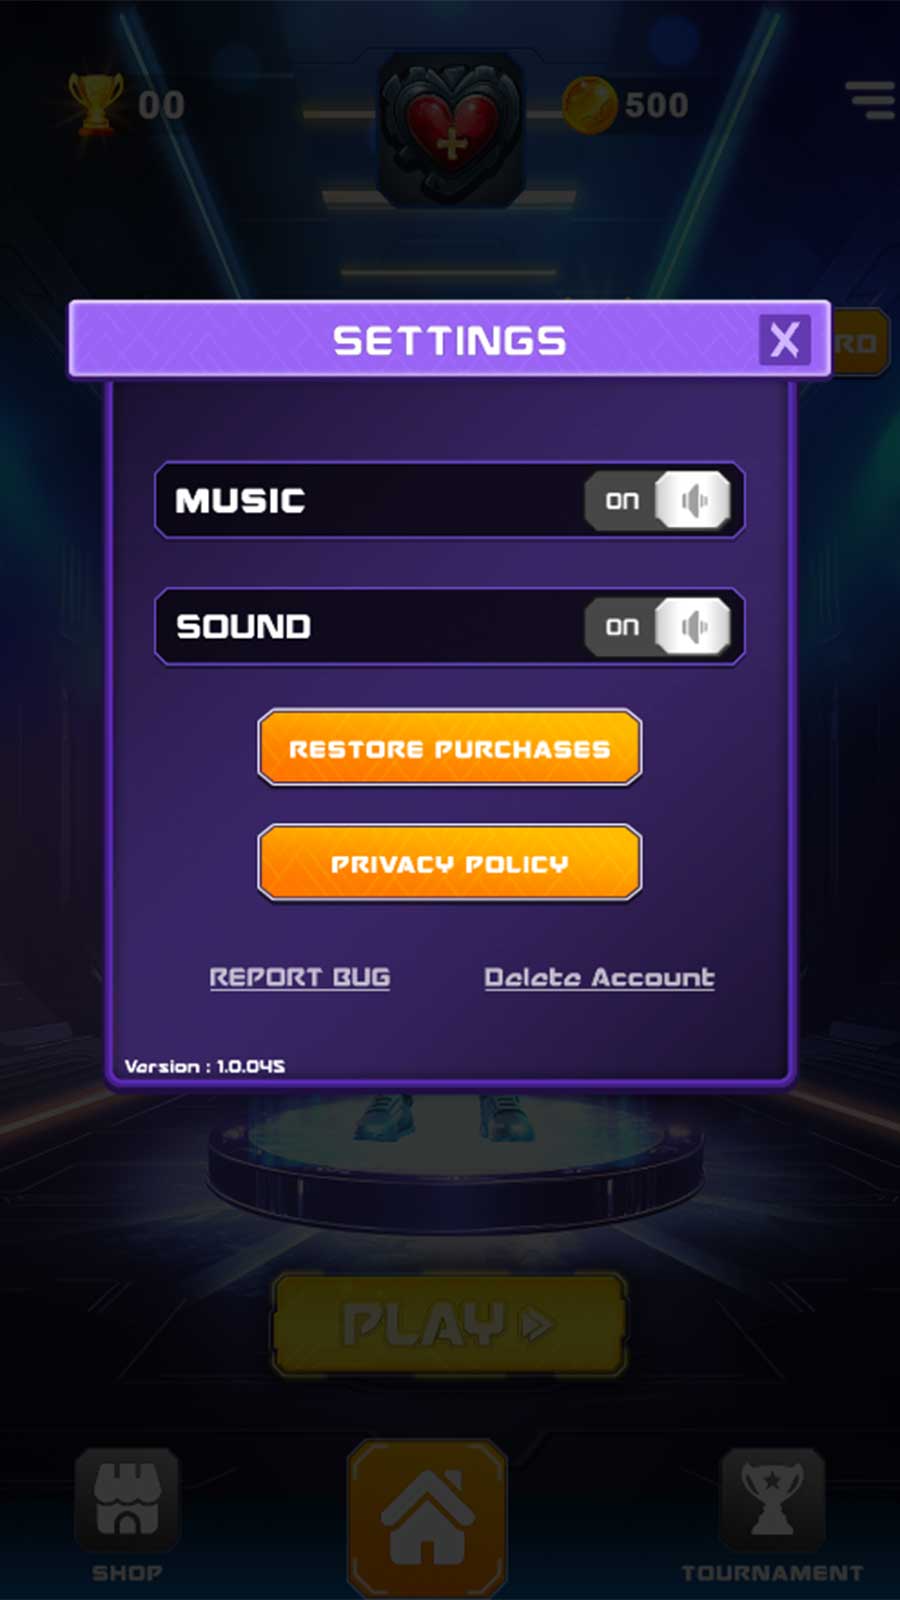 00
500
SETTINGS
X
RD
MUSIC
ON
SOUND
ON
RESTORE PURCHASES
PRIVACY POLICY
REPORT BUG
Delete Account
Version : 1.0.045
PLAY
SHOP
TOURNAMENT